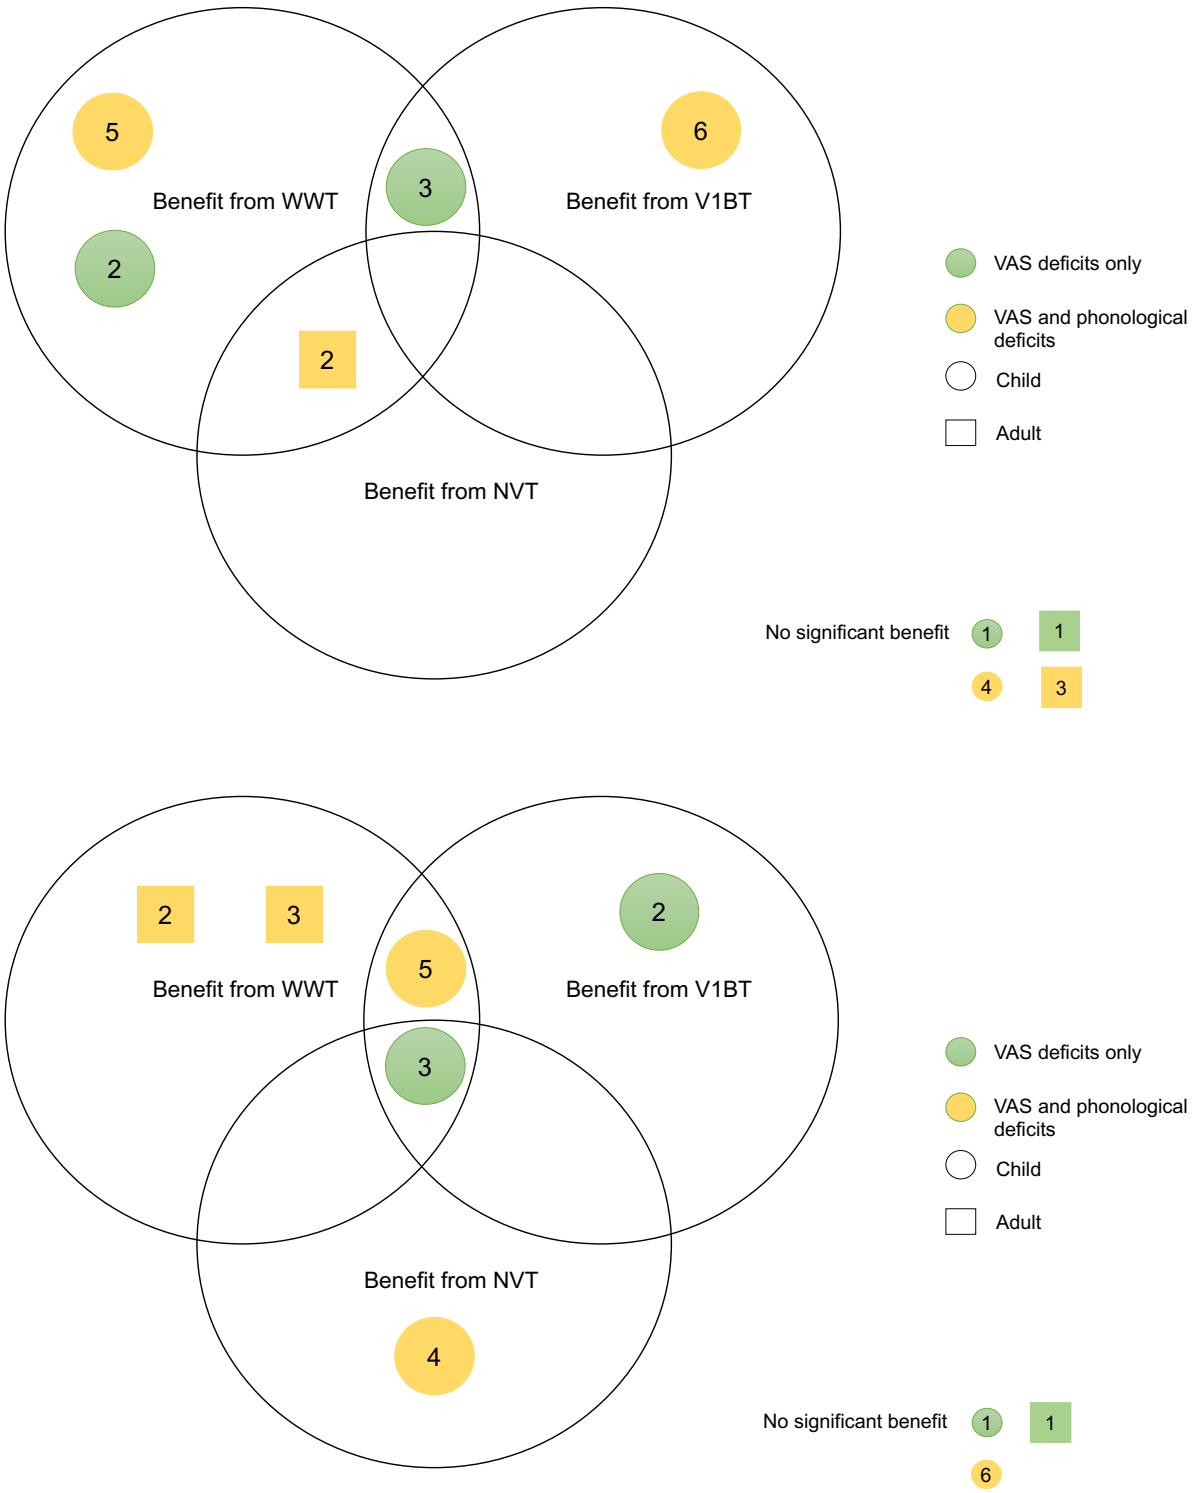 5
6
3
Benefit from WWT
Benefit from V1BT
2
VAS deficits only
VAS and phonological
deficits
2
Child
Adult
Benefit from NVT
No significant benefit
1
1
4
3
2
3
2
5
Benefit from WWT
Benefit from V1BT
3
VAS deficits only
VAS and phonological
deficits
Child
Adult
Benefit from NVT
4
No significant benefit
1
1
6